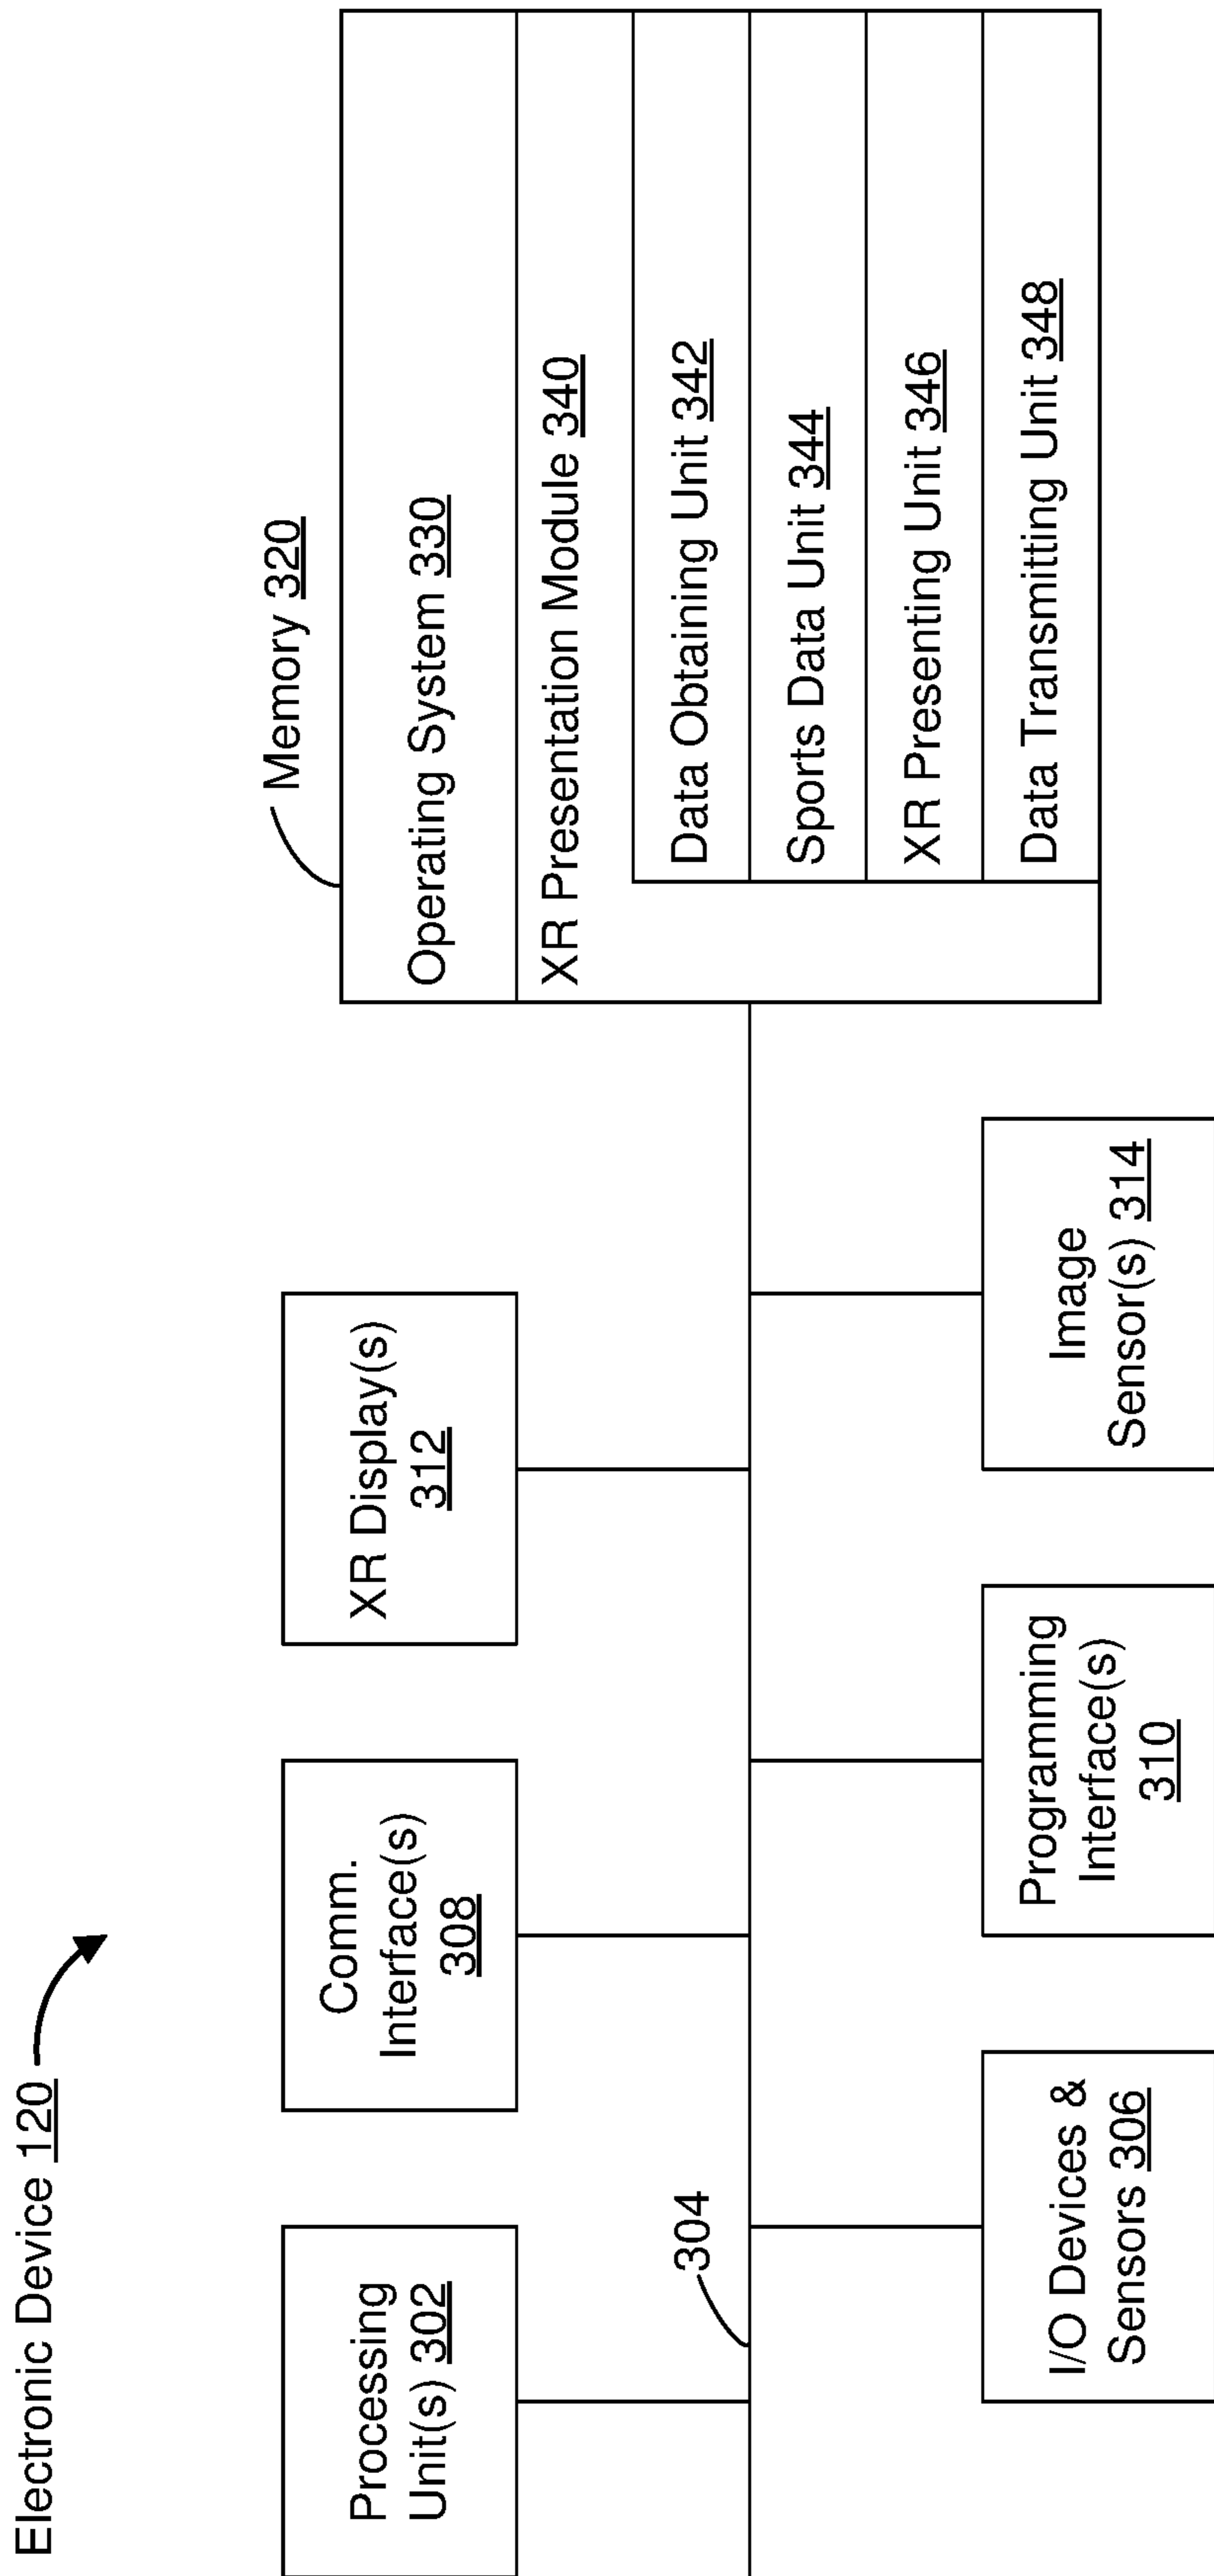 Electronic Device 120
Processing
Unit(s) 302
Comm.
Interface(s)
308
XR Display(s)
312
304
I/O Devices &
Sensors 306
Programming
Interface(s)
310
Image
Sensor(s) 314
Memory 320
Operating System 330
XR Presentation Module 340
Data Obtaining Unit 342
Sports Data Unit 344
XR Presenting Unit 346
Data Transmitting Unit 348